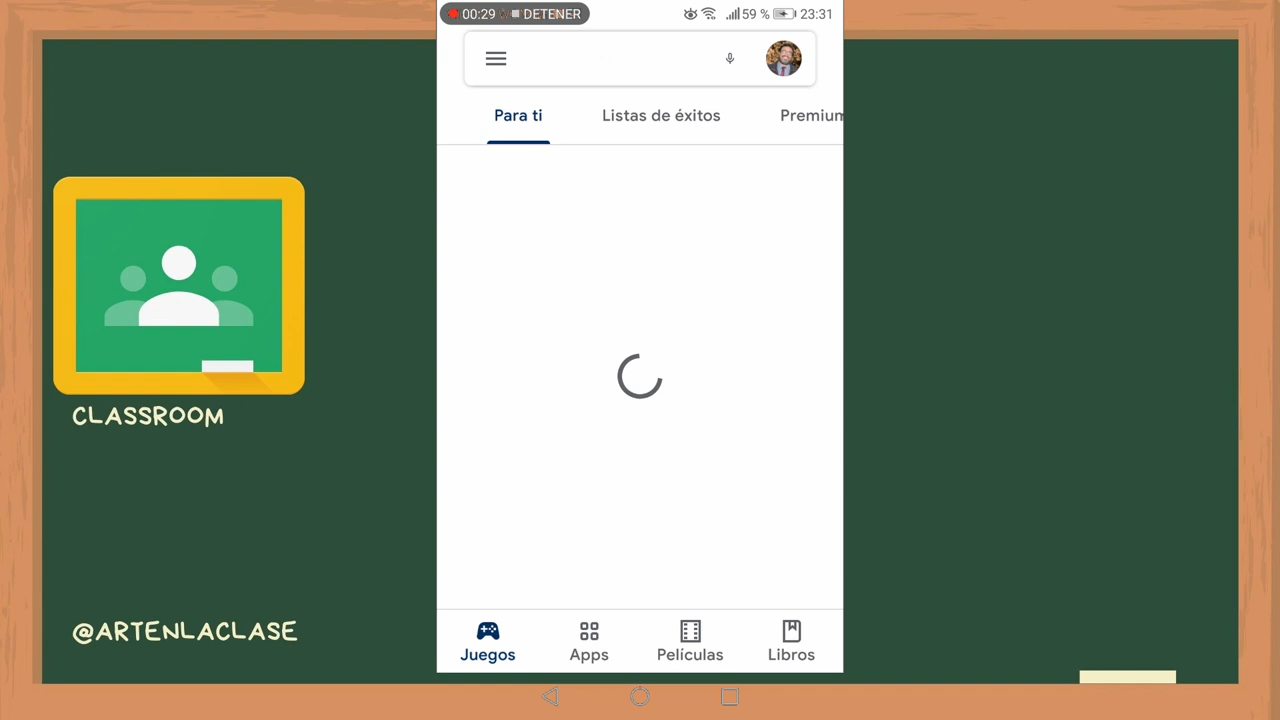 00:29 DETENER 59 % 23:31
Para ti Listas de éxitos Premium
CLASSROOM
@ARTENLACLASE
Juegos Apps Películas Libros